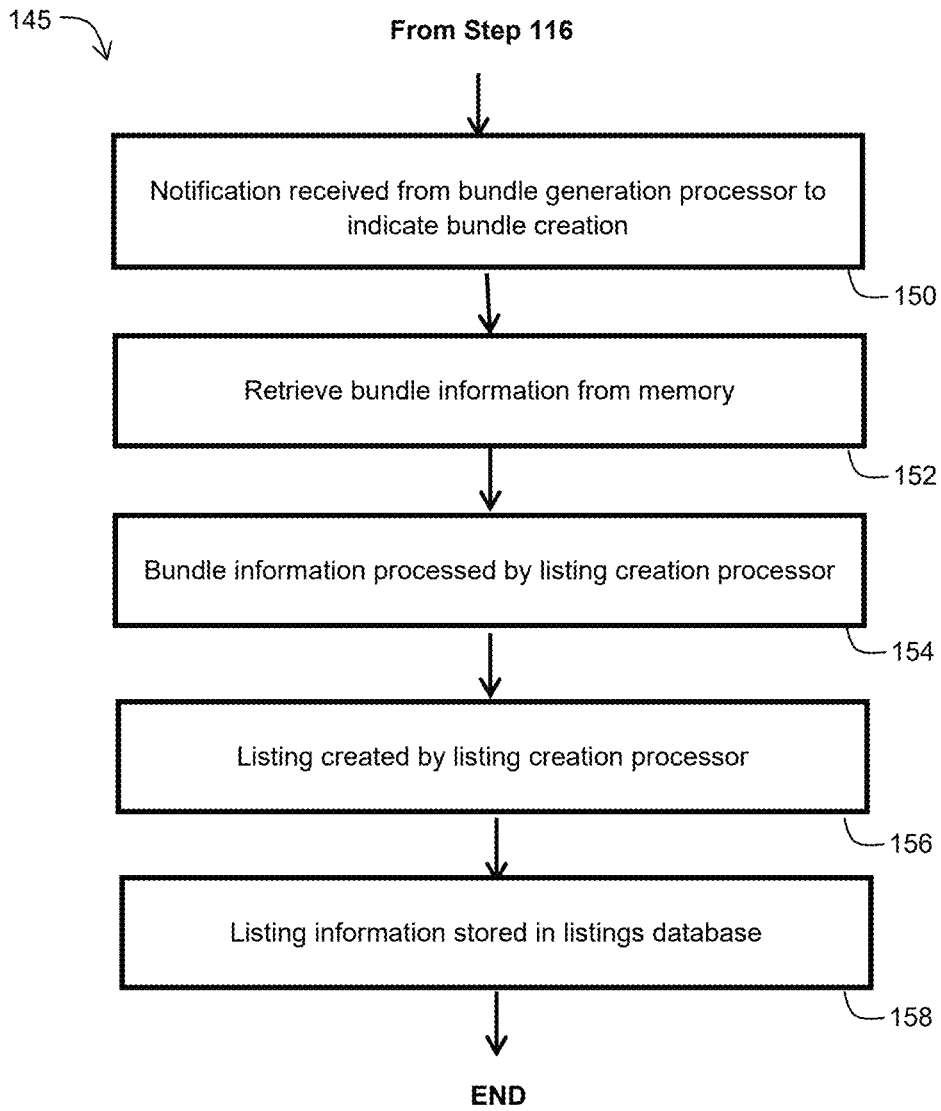 145
From Step 116
Notification received from bundle generation processor to
indicate bundle creation
150
Retrieve bundle information from memory
152
Bundle information processed by listing creation processor
154
Listing created by listing creation processor
156
Listing information stored in listings database
158
END